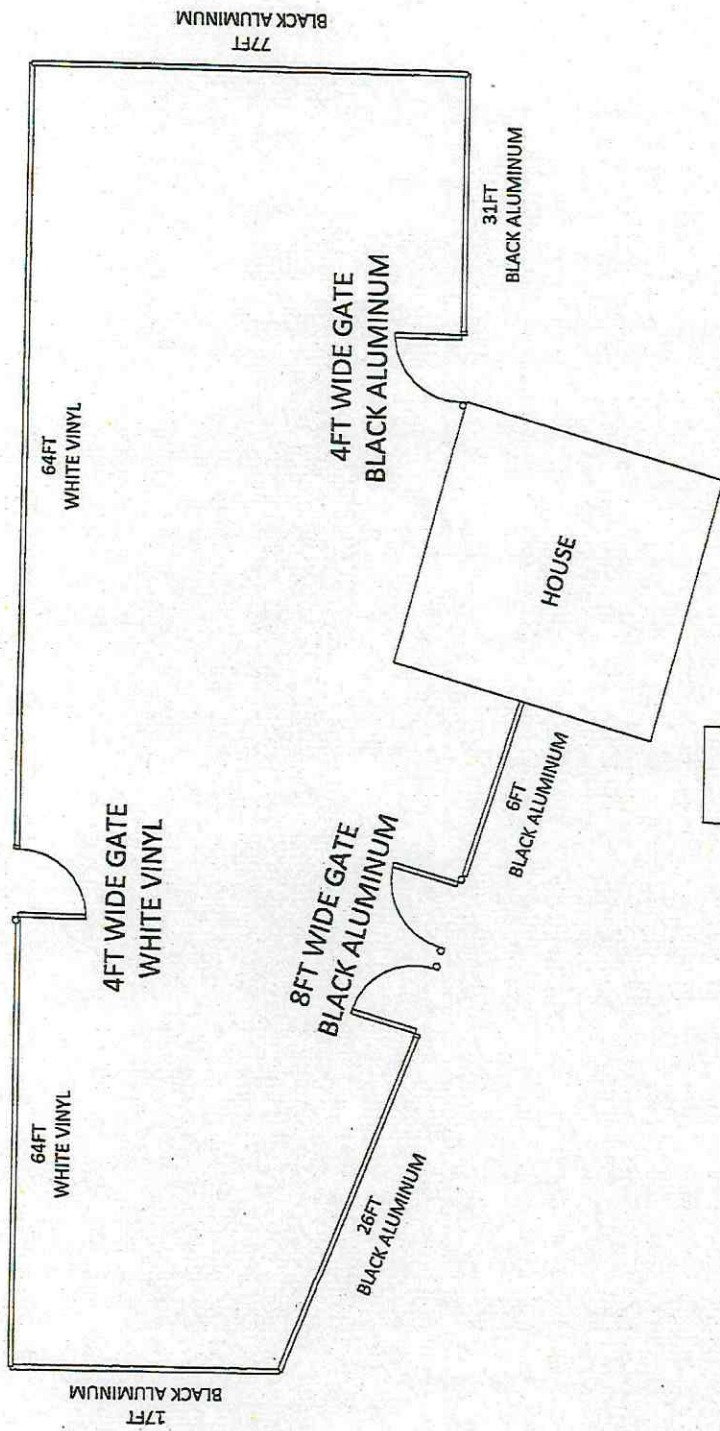 77FT
BLACK ALUMINUM
64FT
WHITE VINYL
31FT
BLACK ALUMINUM
4FT WIDE GATE
BLACK ALUMINUM
HOUSE
6FT
BLACK ALUMINUM
4FT WIDE GATE
WHITE VINYL
8FT WIDE GATE
BLACK ALUMINUM
64FT
WHITE VINYL
26FT
BLACK ALUMINUM
17FT
BLACK ALUMINUM